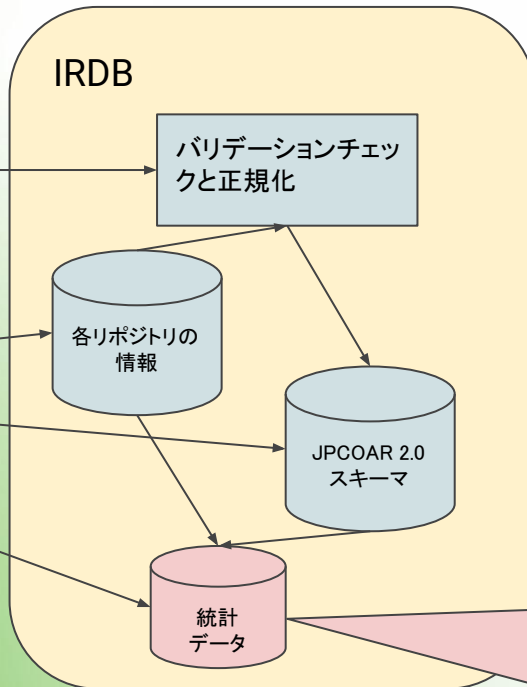 IRDB
バリデーションチェッ
クと正規化
各リポジトリの
情報
JPCOAR 2.0
スキーマ
統計
データ